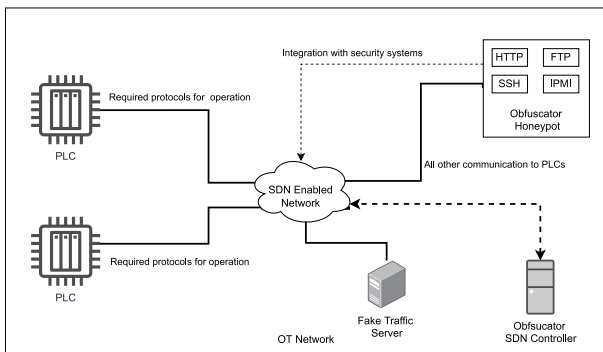 Integration with security systems
HTTP
FTP
SSH
IPMI
Obfuscator
Honeypot
Required protocols for operation
PLC
All other communication to PLCs
SDN Enabled
Network
Required protocols for operation
PLC
Fake Traffic
Server
Obfsucator
SDN Controller
OT Network